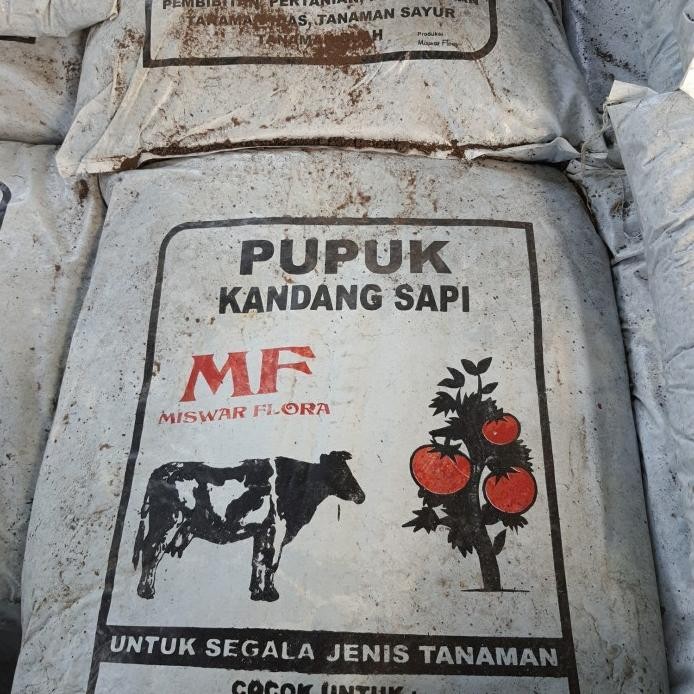 PEMBIBITAN, PERTANIAN,
TANAMAN SAYUR
Produksi
Miswar Flora
PUPUK
KANDANG SAPI
MF
MISWAR FLORA
UNTUK SEGALA JENIS TANAMAN
COCOK UNTUK :